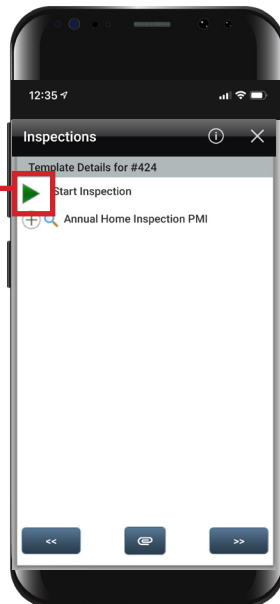 12:35
Inspections
Template Details for #424
Start Inspection
Annual Home Inspection PMI
<<
>>